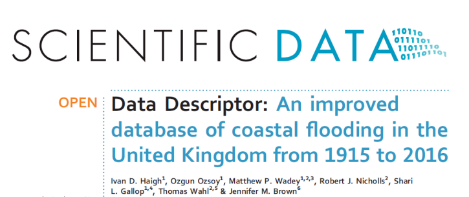 SCIENTIFIC DATA
110110
OPEN
Data Descriptor: An improved
database of coastal flooding in the
United Kingdom from 1915 to 2016
Ivan D. Haigh¹, Ozgun Ozsoy¹, Matthew P. Wadey¹,²,³, Robert J. Nicholls², Shari
L. Gallop¹,⁴, Thomas Wahl²,⁵ & Jennifer M. Brown⁶